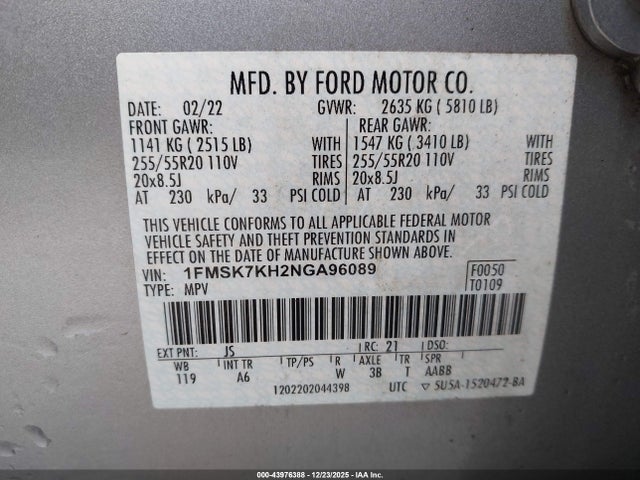 MFD. BY FORD MOTOR CO.
DATE: 02/22 GVWR: 2635 KG ( 5810 LB)
FRONT GAWR: REAR GAWR:
1141 KG ( 2515 LB) WITH 1547 KG ( 3410 LB) WITH
255/55R20 110V TIRES 255/55R20 110V TIRES
20x8.5J RIMS 20x8.5J RIMS
AT 230 kPa/ 33 PSI COLD AT 230 kPa/ 33 PSI COLD
THIS VEHICLE CONFORMS TO ALL APPLICABLE FEDERAL MOTOR
VEHICLE SAFETY AND THEFT PREVENTION STANDARDS IN
EFFECT ON THE DATE OF MANUFACTURE SHOWN ABOVE.
VIN: 1FMSK7KH2NGA96089 F0050
TYPE: MPV T0109
EXT PNT: JS RC: 21 DSO:
WB INT TR TP/PS R AXLE TR SPR
119 A6 W 3B T AABB
1202202044398 UTC ▽ 5U5A-1520472-BA
000-43976388 - 12/23/2025 - IAA Inc.